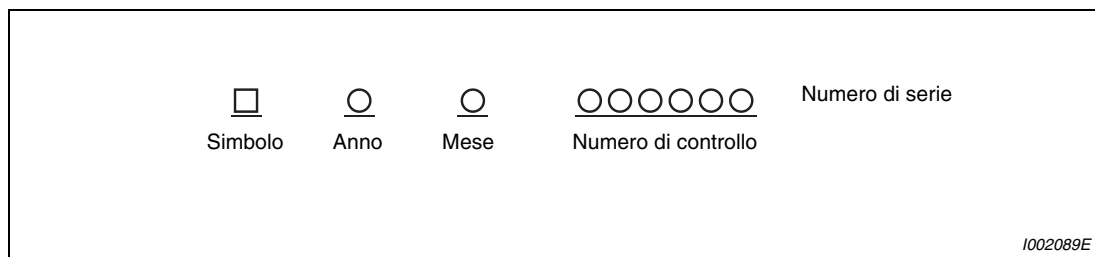 □ ○ ○ ○○○○○○ Numero di serie
Simbolo Anno Mese Numero di controllo
I002089E